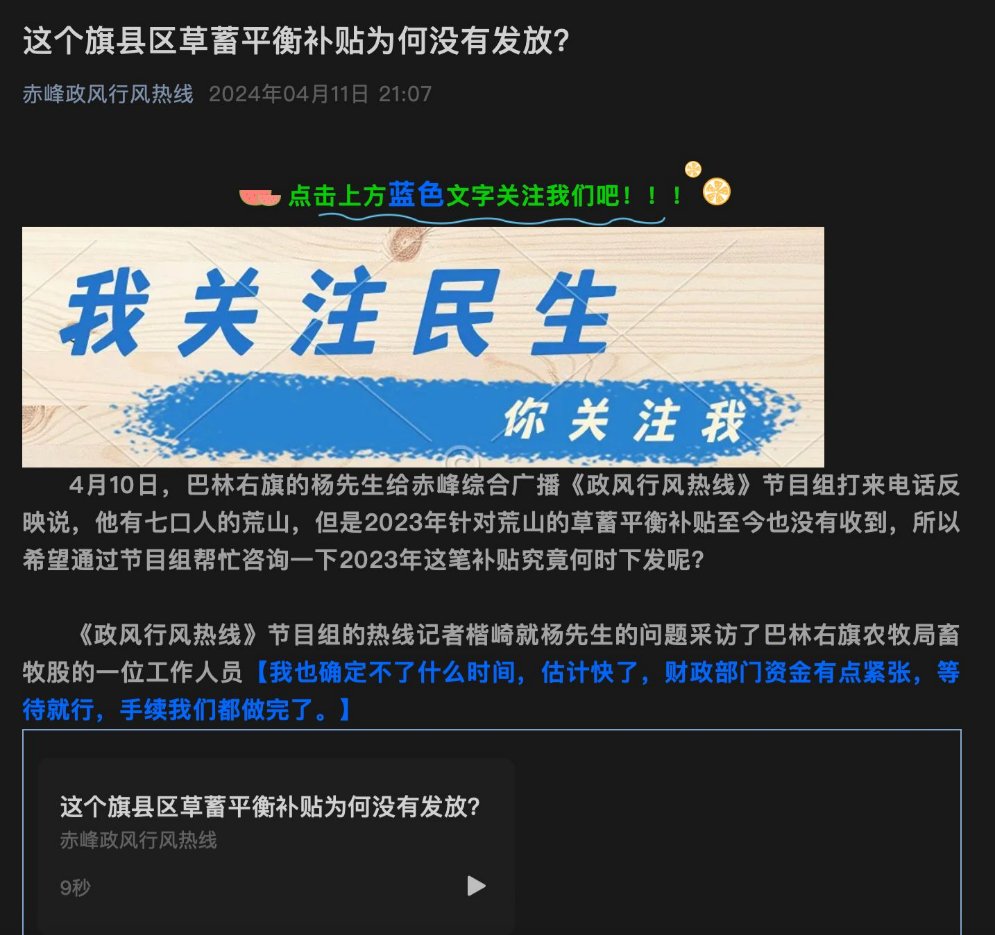 这个旗县区草蓄平衡补贴为何没有发放?
赤峰政风行风热线 2024年04月11日 21:07
点击上方蓝色文字关注我们吧！！！
我关注民生
你关注我
4月10日，巴林右旗的杨先生给赤峰综合广播《政风行风热线》节目组打来电话反
映说，他有七口人的荒山，但是2023年针对荒山的草蓄平衡补贴至今也没有收到，所以
希望通过节目组帮忙咨询一下2023年这笔补贴究竟何时下发呢?
《政风行风热线》节目组的热线记者楷崎就杨先生的问题采访了巴林右旗农牧局畜
牧股的一位工作人员【我也确定不了什么时间，估计快了，财政部门资金有点紧张，等
待就行，手续我们都做完了。】
这个旗县区草蓄平衡补贴为何没有发放?
赤峰政风行风热线
9秒